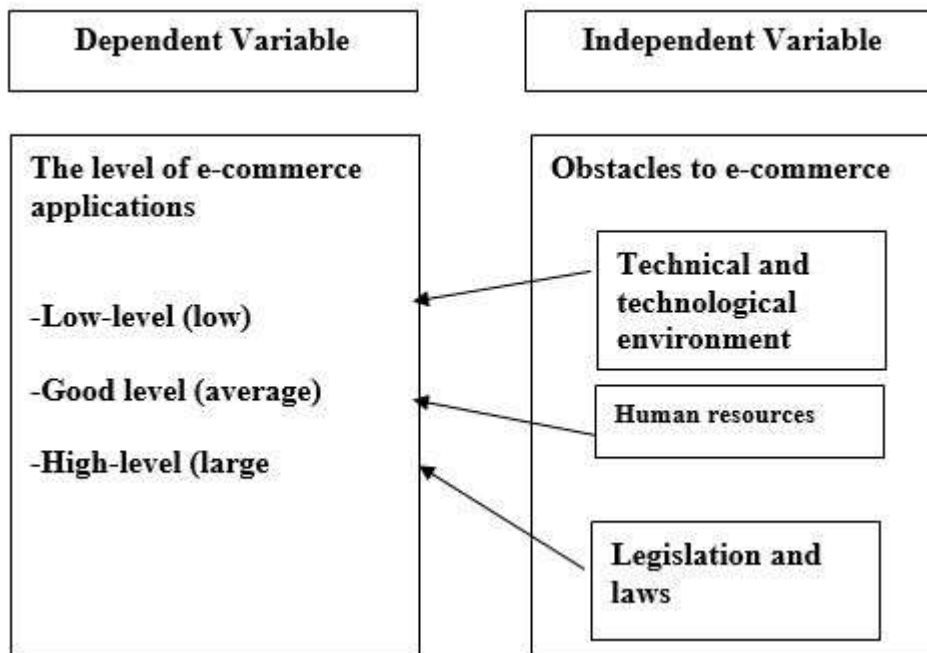 Dependent Variable
Independent Variable
The level of e-commerce
applications
-Low-level (low)
-Good level (average)
-High-level (large
Obstacles to e-commerce
Technical and
technological
environment
Human resources
Legislation and
laws